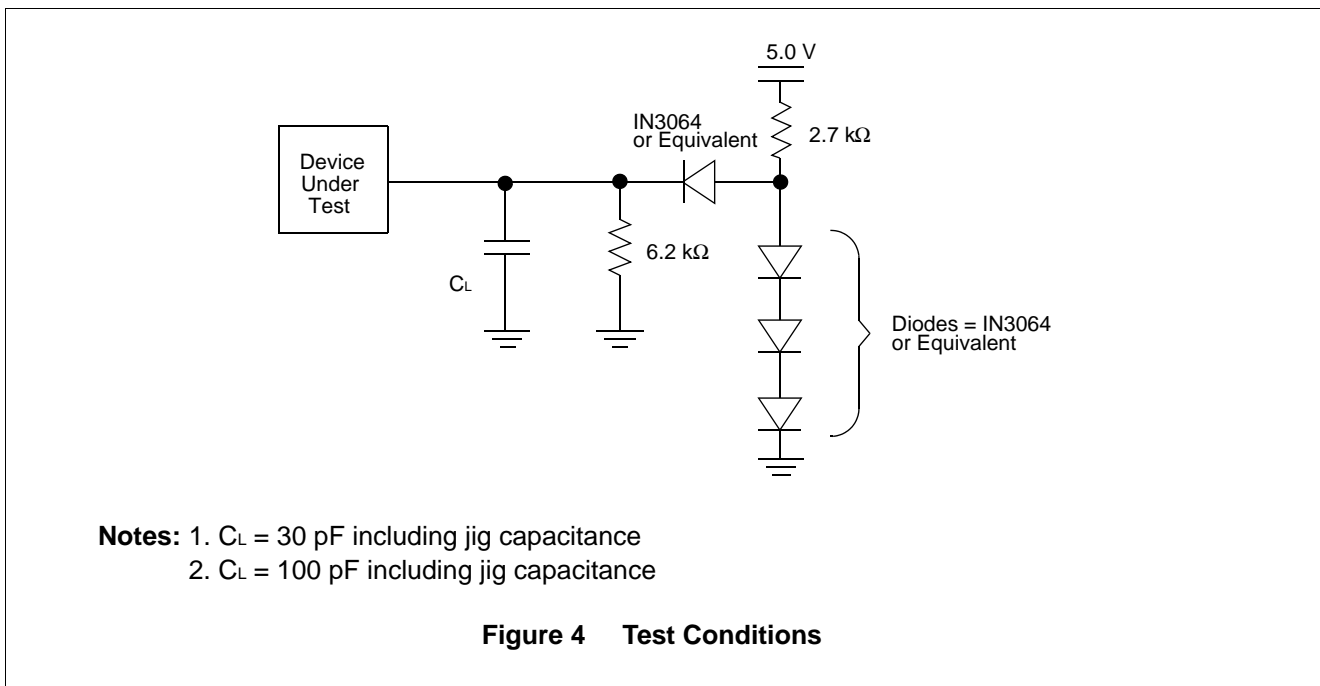 5.0 V
IN3064
or Equivalent
2.7 kΩ
Device
Under
Test
6.2 kΩ
CL
Diodes = IN3064
or Equivalent
Notes: 1. CL = 30 pF including jig capacitance
2. CL = 100 pF including jig capacitance
Figure 4 Test Conditions